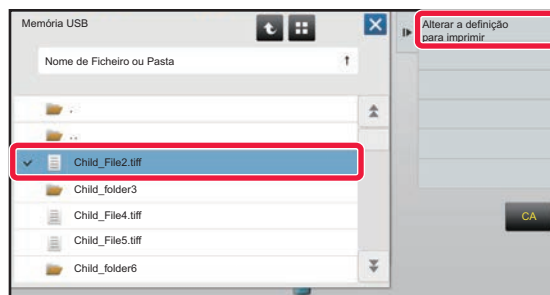 Memória USB
Alterar a definição
para imprimir
Nome de Ficheiro ou Pasta
.
..
Child_File2.tiff
Child_folder3
Child_File4.tiff
Child_File5.tiff
Child_folder6
CA